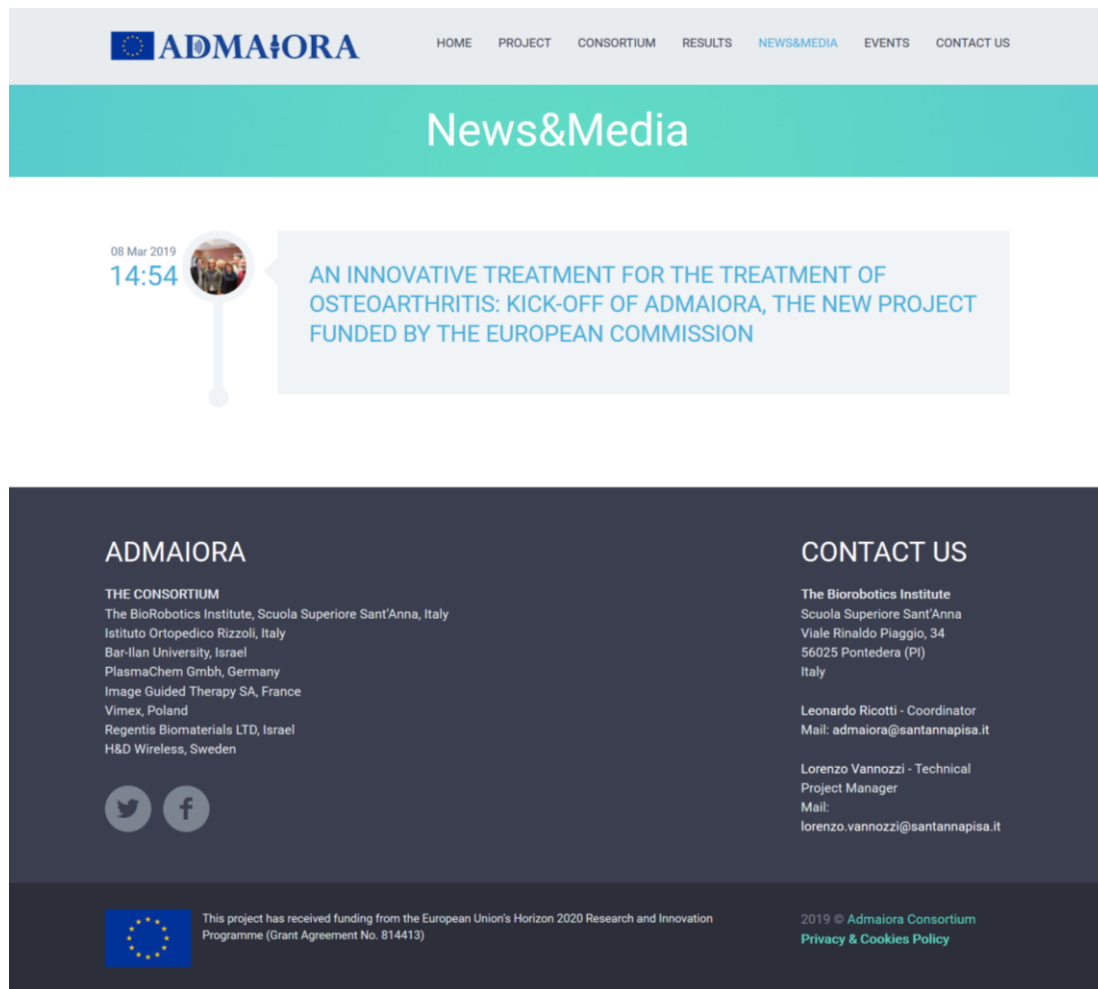 ADMAIORA
HOME PROJECT CONSORTIUM RESULTS NEWS&MEDIA EVENTS CONTACT US
News&Media
08 Mar 2019
14:54
AN INNOVATIVE TREATMENT FOR THE TREATMENT OF
OSTEOARTHRITIS: KICK-OFF OF ADMAIORA, THE NEW PROJECT
FUNDED BY THE EUROPEAN COMMISSION
ADMAIORA
THE CONSORTIUM
The BioRobotics Institute, Scuola Superiore Sant'Anna, Italy
Istituto Ortopedico Rizzoli, Italy
Bar-Ilan University, Israel
PlasmaChem Gmbh, Germany
Image Guided Therapy SA, France
Vimex, Poland
Regentis Biomaterials LTD, Israel
H&D Wireless, Sweden
CONTACT US
The Biorobotics Institute
Scuola Superiore Sant'Anna
Viale Rinaldo Piaggio, 34
56025 Pontedera (PI)
Italy
Leonardo Ricotti - Coordinator
Mail: admaiora@santannapisa.it
Lorenzo Vannozzi - Technical
Project Manager
Mail:
lorenzo.vannozzi@santannapisa.it
This project has received funding from the European Union's Horizon 2020 Research and Innovation
Programme (Grant Agreement No. 814413)
2019 © Admaiora Consortium
Privacy & Cookies Policy